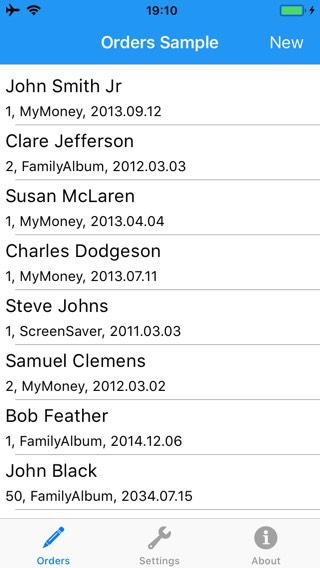 19:10
Orders Sample New
John Smith Jr
1, MyMoney, 2013.09.12
Clare Jefferson
2, FamilyAlbum, 2012.03.03
Susan McLaren
1, MyMoney, 2013.04.04
Charles Dodgeson
1, MyMoney, 2013.07.11
Steve Johns
1, ScreenSaver, 2011.03.03
Samuel Clemens
2, MyMoney, 2012.03.02
Bob Feather
1, FamilyAlbum, 2014.12.06
John Black
50, FamilyAlbum, 2034.07.15
Orders Settings About